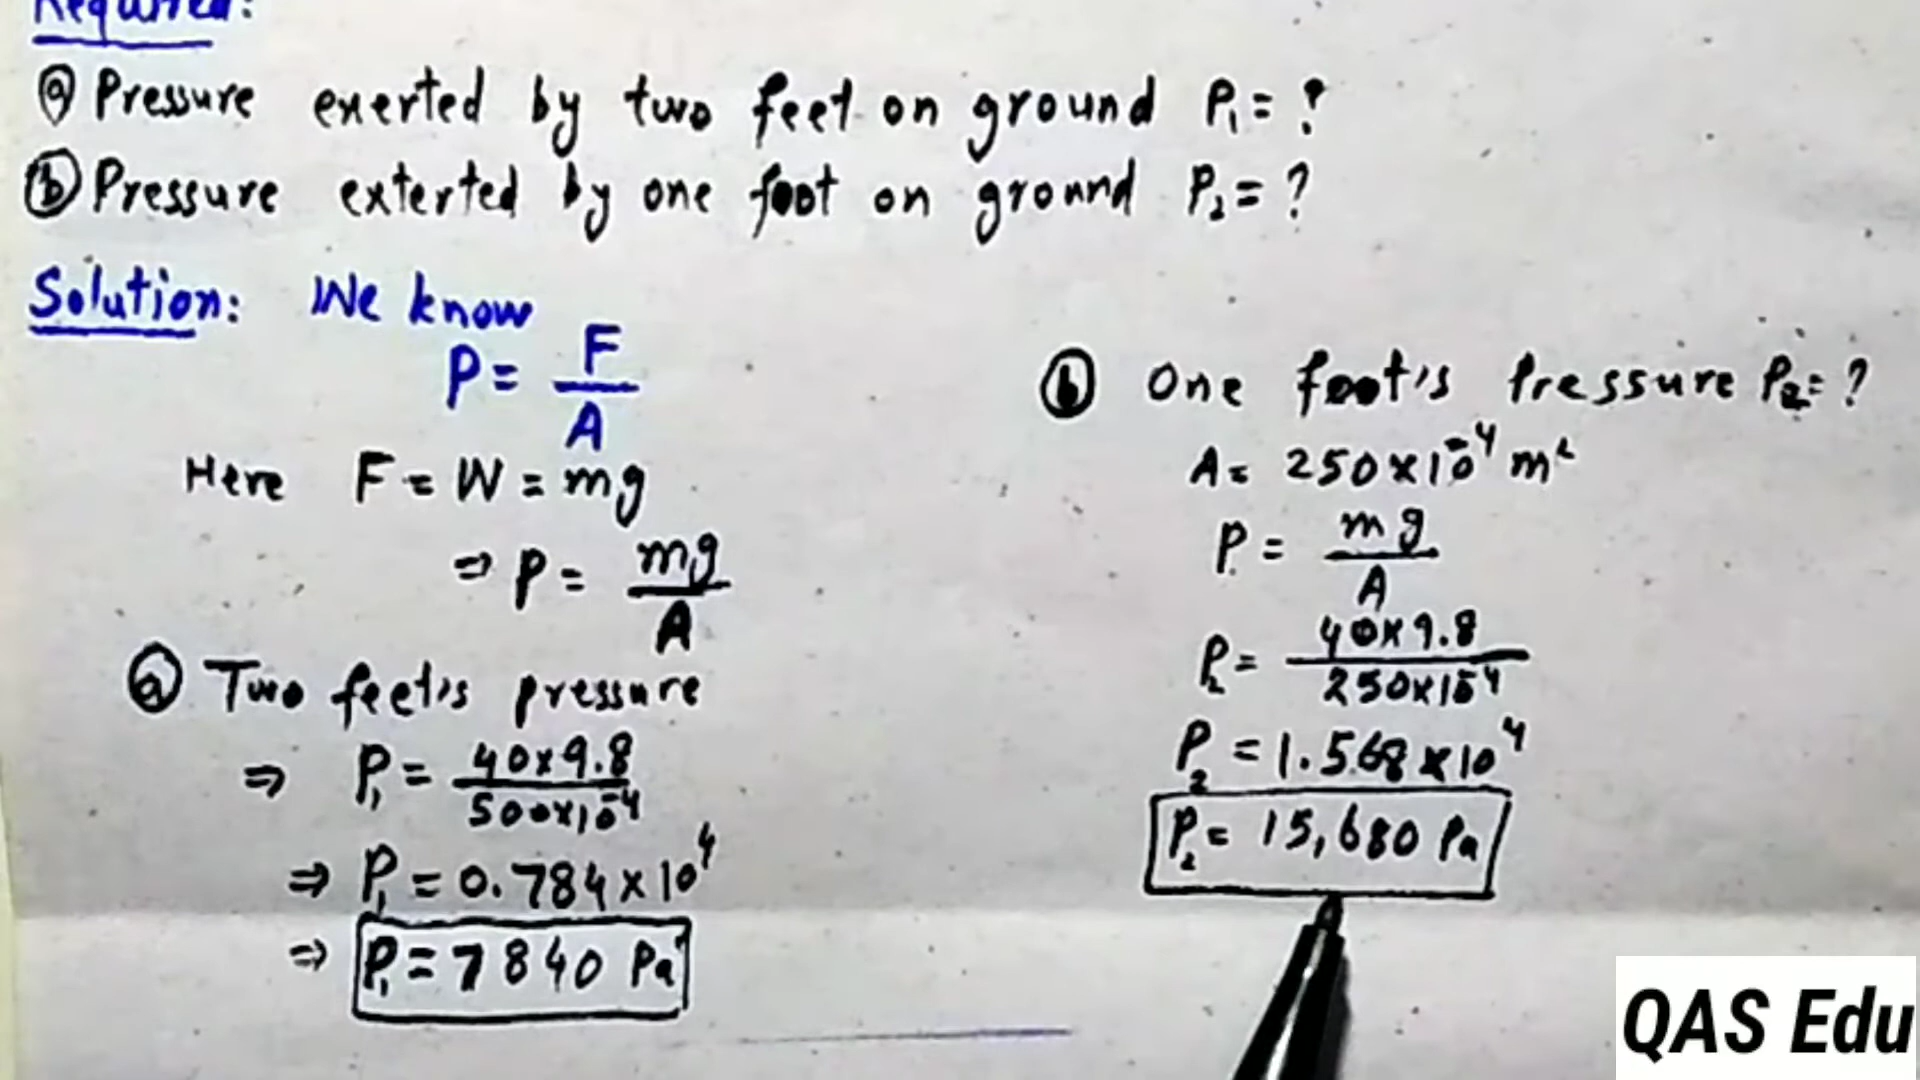 Required:
ⓐ Pressure exerted by two feet on ground P₁ = ?
ⓑ Pressure exterted by one foot on ground P₂ = ?
Solution: We know
P = F/A
Here F = W = mg
⇒ P = mg/A
ⓐ Two feet's pressure
⇒ P₁ = 40×9.8 / 500×10⁻⁴
⇒ P₁ = 0.784 × 10⁴
⇒ P₁ = 7840 Pa
ⓑ One foot's Pressure P₂ = ?
A = 250×10⁻⁴ m²
P = mg/A
P₂ = 40×9.8 / 250×10⁻⁴
P₂ = 1.568 × 10⁴
P₂ = 15,680 Pa
QAS Edu